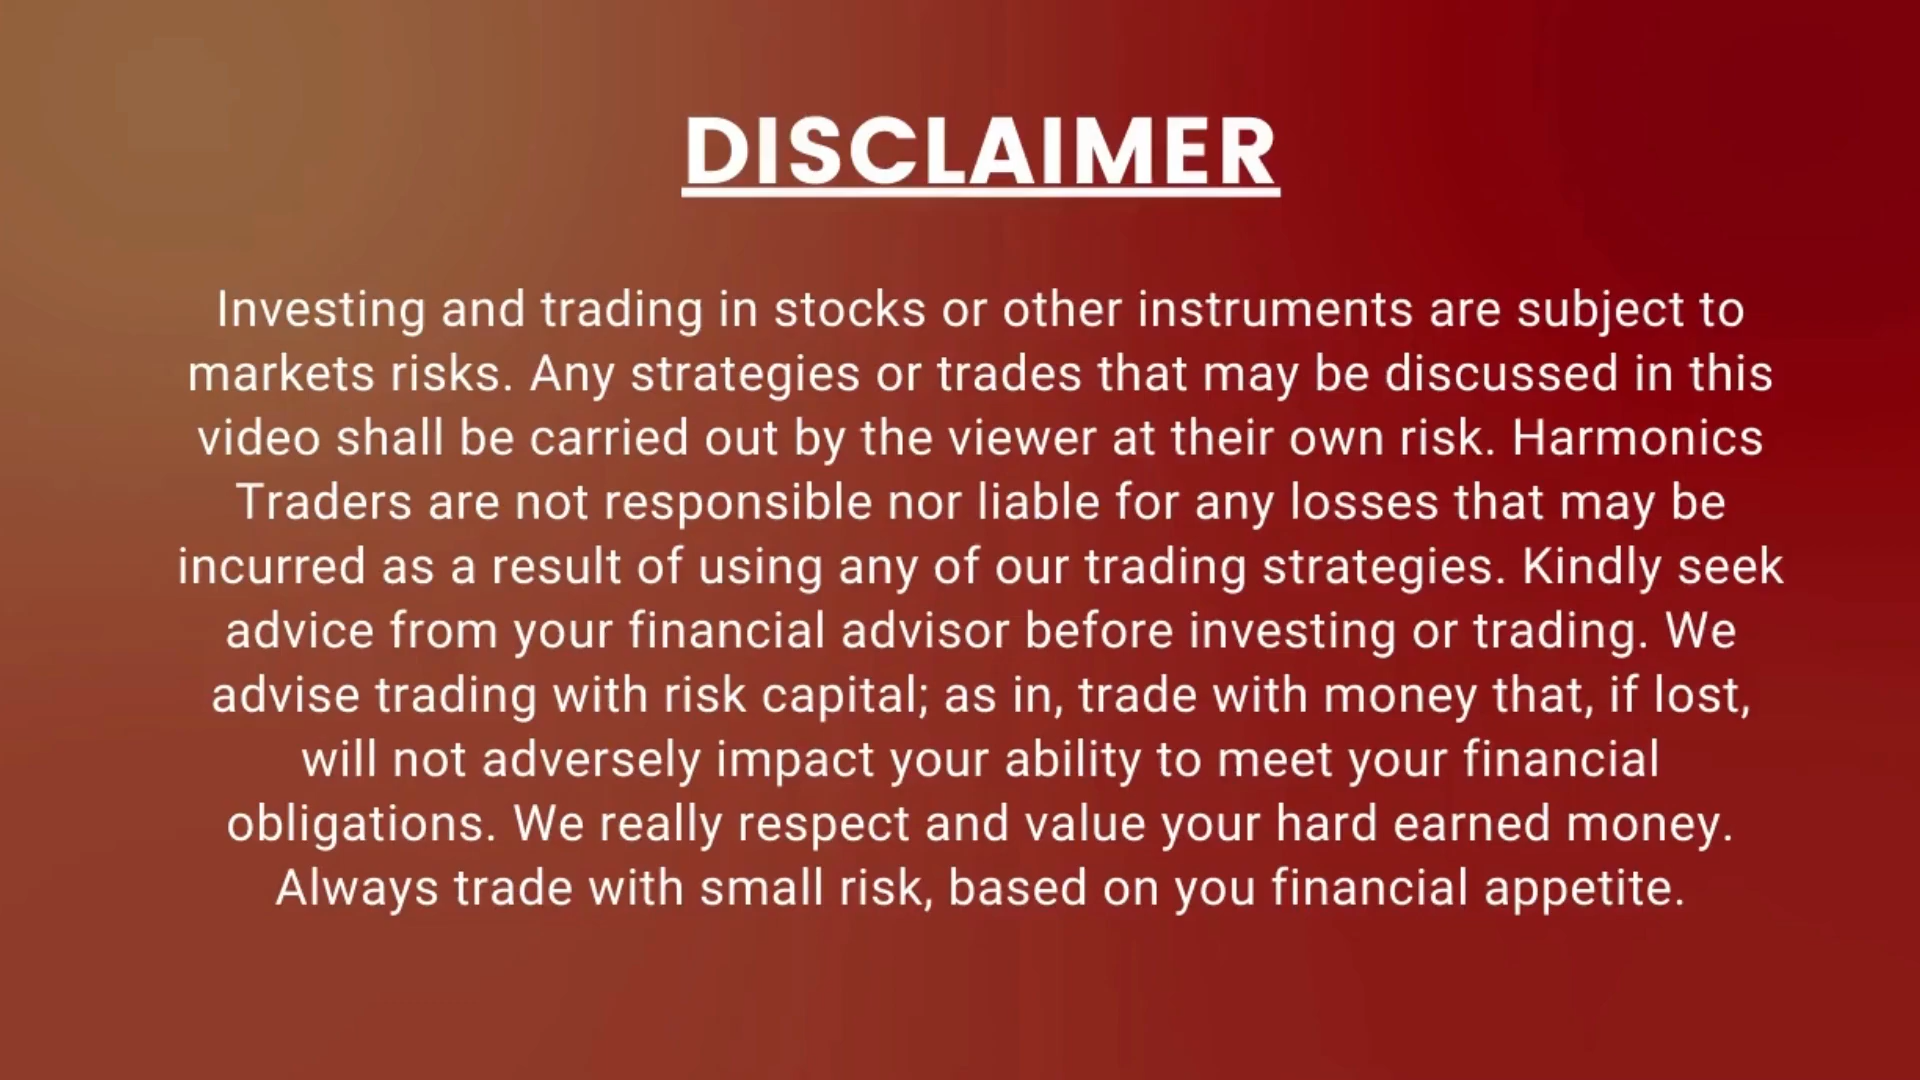 DISCLAIMER
Investing and trading in stocks or other instruments are subject to
markets risks. Any strategies or trades that may be discussed in this
video shall be carried out by the viewer at their own risk. Harmonics
Traders are not responsible nor liable for any losses that may be
incurred as a result of using any of our trading strategies. Kindly seek
advice from your financial advisor before investing or trading. We
advise trading with risk capital; as in, trade with money that, if lost,
will not adversely impact your ability to meet your financial
obligations. We really respect and value your hard earned money.
Always trade with small risk, based on you financial appetite.